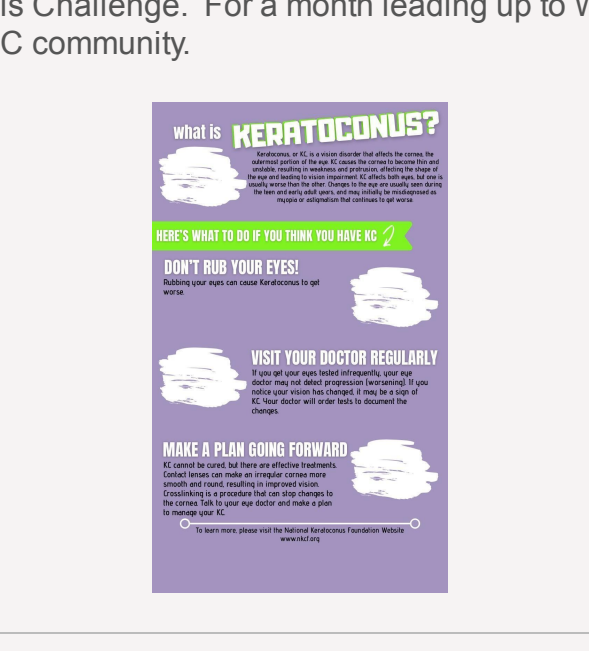 is Challenge. For a month leading up to W
C community.
what is KERATOCONUS?
Keratoconus, or KC, is a vision disorder that affects the cornea, the
outermost portion of the eye. KC causes the cornea to become thin and
unstable, resulting in weakness and protrusion, affecting the shape of
the eye and leading to vision impairment. KC affects both eyes, but one is
usually worse than the other. Changes to the eye are usually seen during
the teen and early adult years, and may initially be misdiagnosed as
myopia or astigmatism that continues to get worse.
HERE'S WHAT TO DO IF YOU THINK YOU HAVE KC
DON'T RUB YOUR EYES!
Rubbing your eyes can cause Keratoconus to get
worse.
VISIT YOUR DOCTOR REGULARLY
If you get your eyes tested infrequently, your eye
doctor may not detect progression (worsening). If you
notice your vision has changed, it may be a sign of
KC. Your doctor will order tests to document the
changes.
MAKE A PLAN GOING FORWARD
KC cannot be cured, but there are effective treatments.
Contact lenses can make an irregular cornea more
smooth and round, resulting in improved vision.
Crosslinking is a procedure that can stop changes to
the cornea. Talk to your eye doctor and make a plan
to manage your KC.
To learn more, please visit the National Keratoconus Foundation Website
www.nkcf.org